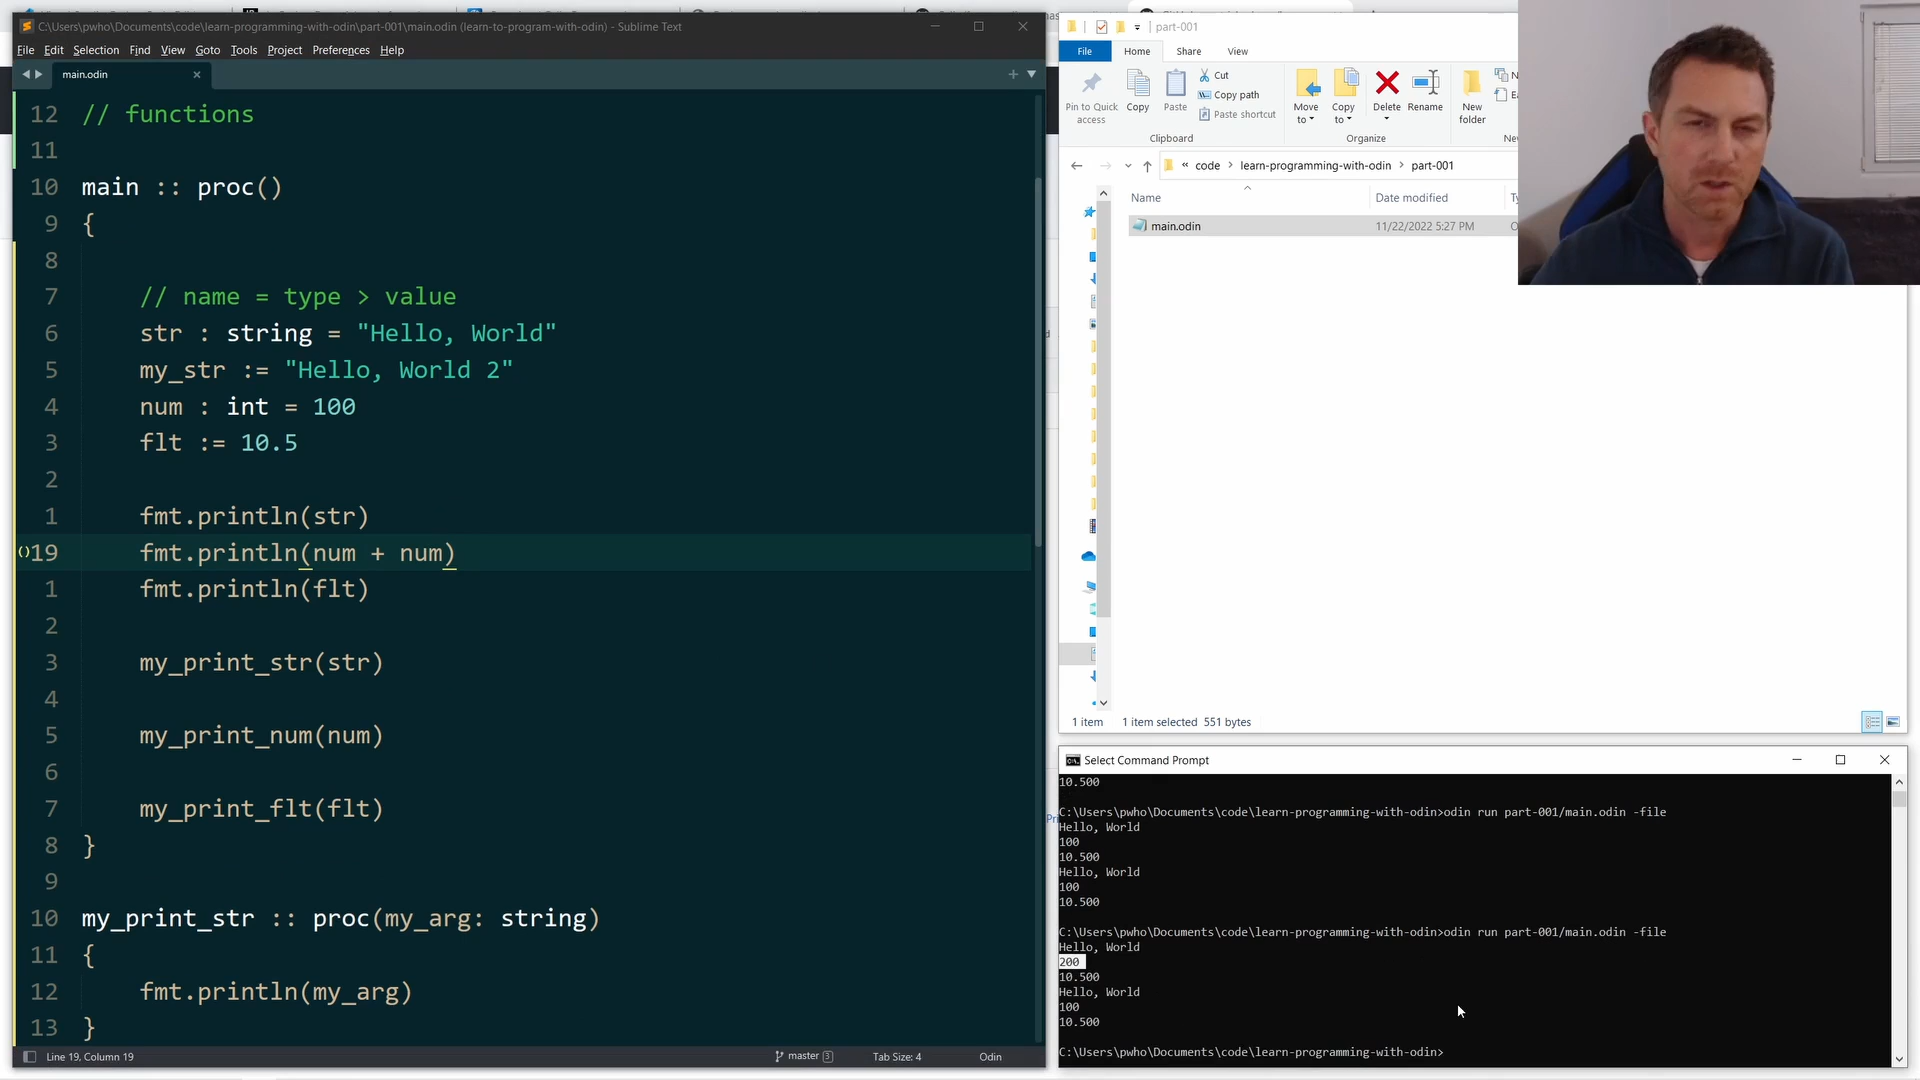 C:\Users\pwho\Documents\code\learn-programming-with-odin\part-001\main.odin (learn-to-program-with-odin) - Sublime Text
File Edit Selection Find View Goto Tools Project Preferences Help
main.odin
12 // functions
11
10 main :: proc()
9 {
8
7 // name = type > value
6 str : string = "Hello, World"
5 my_str := "Hello, World 2"
4 num : int = 100
3 flt := 10.5
2
1 fmt.println(str)
19 fmt.println(num + num)
1 fmt.println(flt)
2
3 my_print_str(str)
4
5 my_print_num(num)
6
7 my_print_flt(flt)
8 }
9
10 my_print_str :: proc(my_arg: string)
11 {
12 fmt.println(my_arg)
13 }
Line 19, Column 19 master 3 Tab Size: 4 Odin
part-001
File Home Share View
Pin to Quick access
Copy
Paste
Cut
Copy path
Paste shortcut
Move to
Copy to
Delete
Rename
New folder
Clipboard Organize
« code > learn-programming-with-odin > part-001
Name Date modified
main.odin 11/22/2022 5:27 PM
1 item 1 item selected 551 bytes
Select Command Prompt
10.500
C:\Users\pwho\Documents\code\learn-programming-with-odin>odin run part-001/main.odin -file
Hello, World
100
10.500
Hello, World
100
10.500
C:\Users\pwho\Documents\code\learn-programming-with-odin>odin run part-001/main.odin -file
Hello, World
200
10.500
Hello, World
100
10.500
C:\Users\pwho\Documents\code\learn-programming-with-odin>